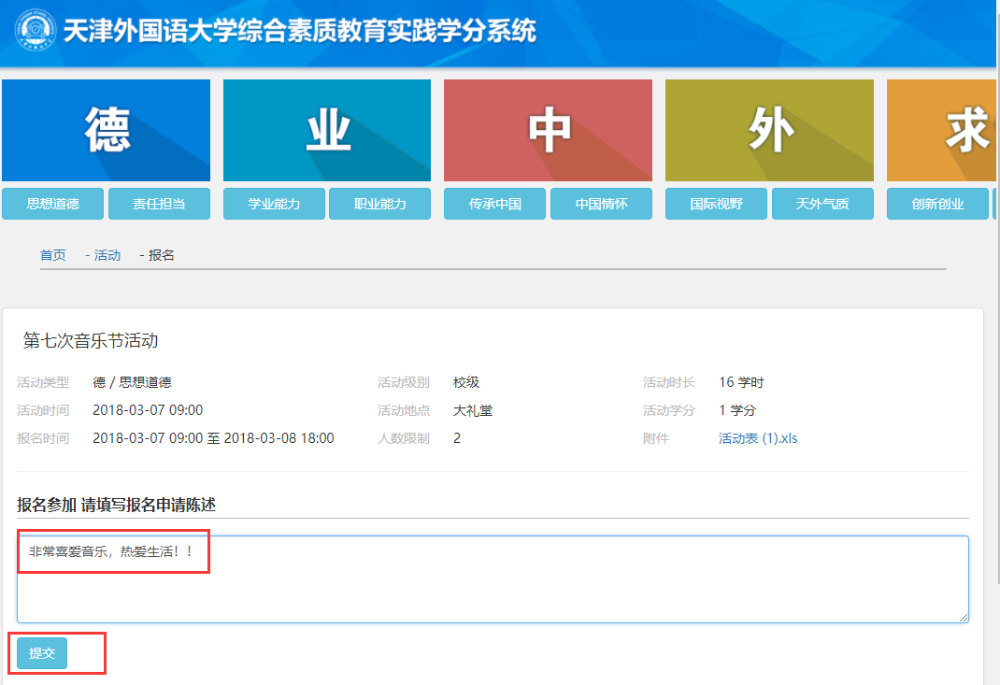 天津外国语大学综合素质教育实践学分系统
德 业 中 外 求
思想道德 责任担当 学业能力 职业能力 传承中国 中国情怀 国际视野 天外气质 创新创业
首页 - 活动 - 报名
第七次音乐节活动
活动类型 德 / 思想道德 活动级别 校级 活动时长 16 学时
活动时间 2018-03-07 09:00 活动地点 大礼堂 活动学分 1 学分
报名时间 2018-03-07 09:00 至 2018-03-08 18:00 人数限制 2 附件 活动表 (1).xls
报名参加 请填写报名申请陈述
非常喜爱音乐，热爱生活！！
提交